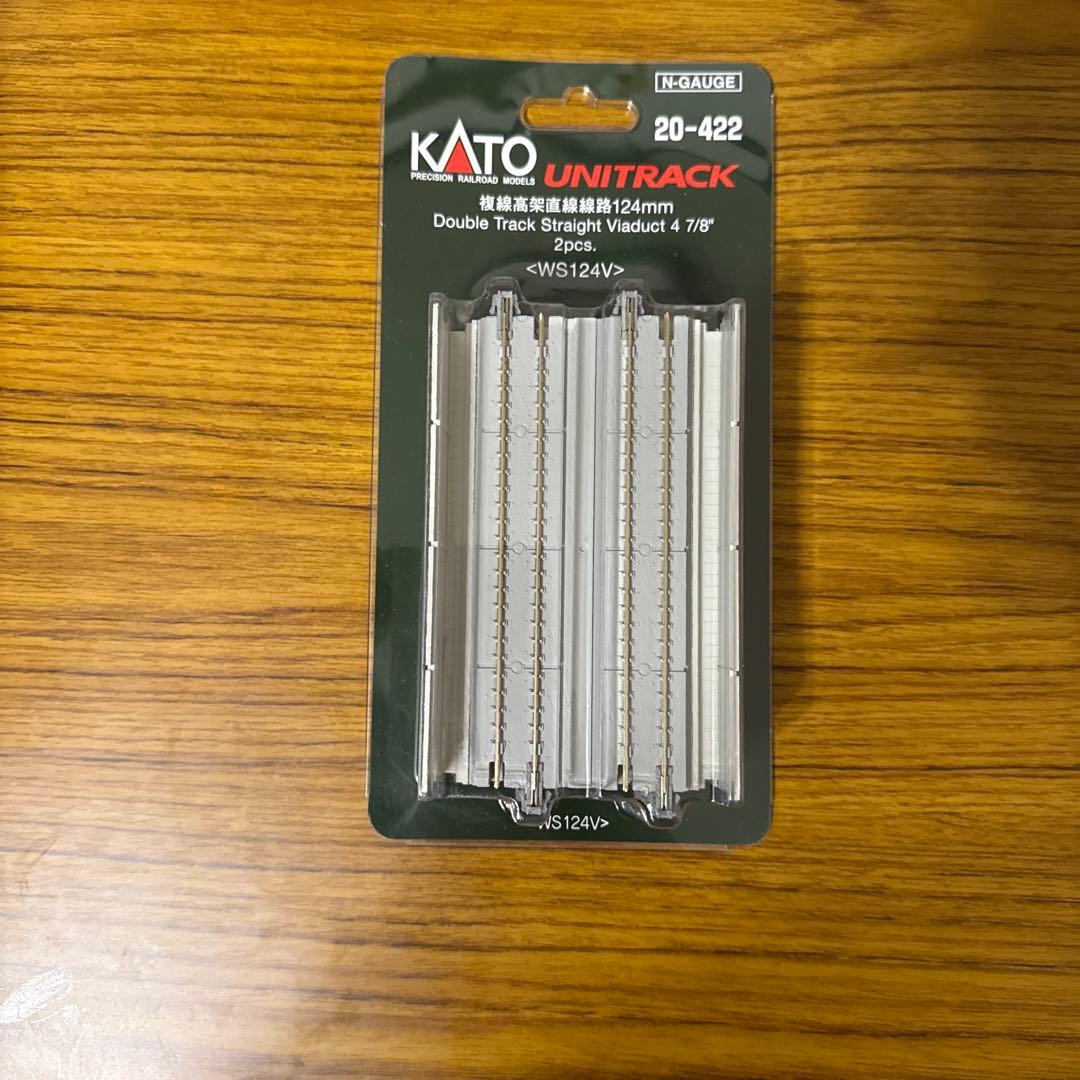 N-GAUGE
20-422
KATO
PRECISION RAILROAD MODELS
UNITRACK
複線高架直線線路124mm
Double Track Straight Viaduct 4 7/8"
2pcs.
<WS124V>
WS124V>